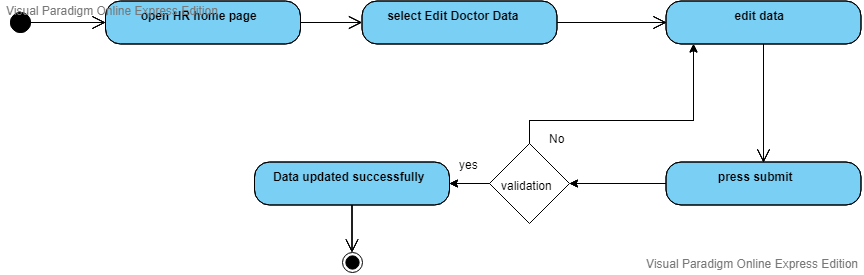 Visual Paradigm Online Express Edition
open HR home page
select Edit Doctor Data
edit data
No
yes
Data updated successfully
validation
press submit
Visual Paradigm Online Express Edition